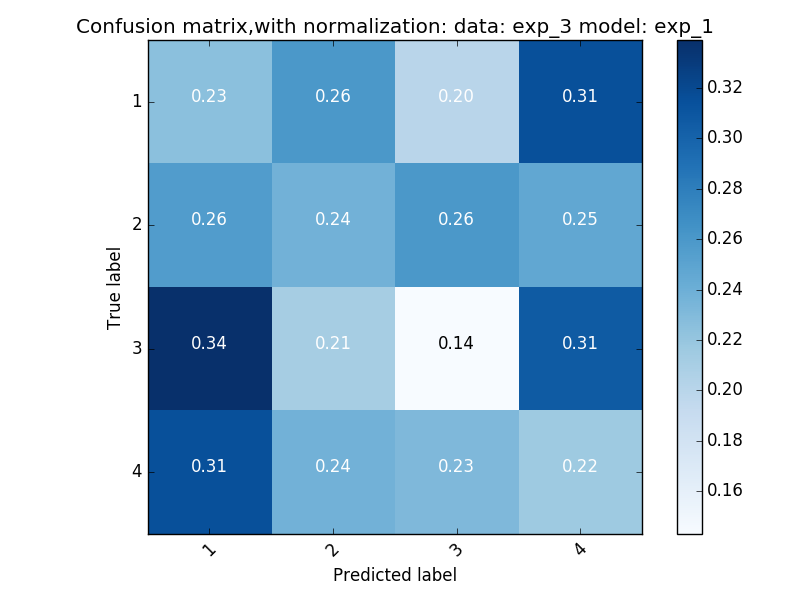 Confusion matrix,with normalization: data: exp_3 model: exp_1
1 0.23 0.26 0.20 0.31
2 0.26 0.24 0.26 0.25
3 0.34 0.21 0.14 0.31
4 0.31 0.24 0.23 0.22
1 2 3 4
True label
Predicted label
0.32
0.30
0.28
0.26
0.24
0.22
0.20
0.18
0.16